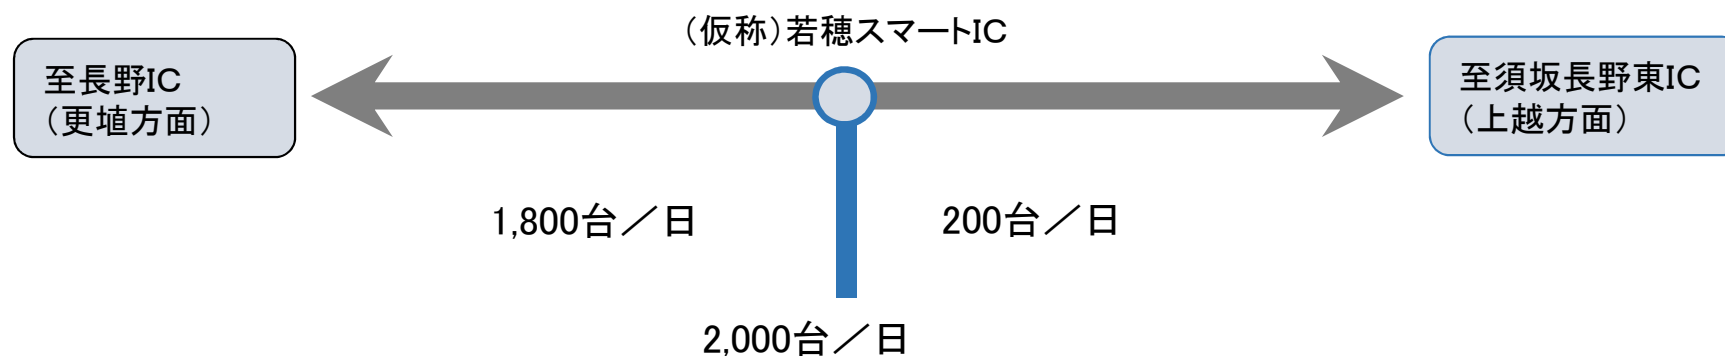 （仮称）若穂スマートIC
至長野IC
（更埴方面）
至須坂長野東IC
（上越方面）
1,800台／日
200台／日
2,000台／日